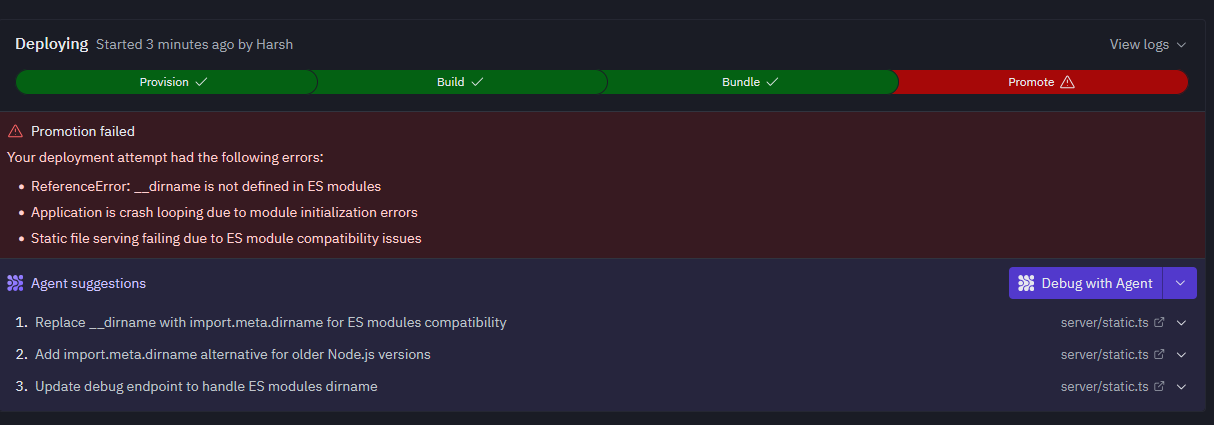 Deploying Started 3 minutes ago by Harsh View logs
Provision Build Bundle Promote
Promotion failed
Your deployment attempt had the following errors:
• ReferenceError: __dirname is not defined in ES modules
• Application is crash looping due to module initialization errors
• Static file serving failing due to ES module compatibility issues
Agent suggestions Debug with Agent
1. Replace __dirname with import.meta.dirname for ES modules compatibility server/static.ts
2. Add import.meta.dirname alternative for older Node.js versions server/static.ts
3. Update debug endpoint to handle ES modules dirname server/static.ts